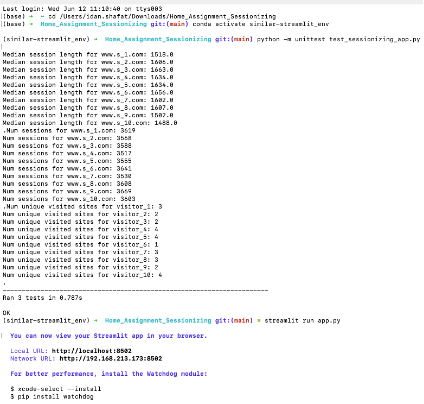 Last login: Wed Jun 12 11:10:40 on ttys003
(base) → ~ cd /Users/idan.shafat/Downloads/Home_Assignment_Sessionizing
(base) → Home_Assignment_Sessionizing git:(main) conda activate similar-streamlit_env
(similar-streamlit_env) → Home_Assignment_Sessionizing git:(main) python -m unittest test_sessionizing_app.py
Median session length for www.s_1.com: 1518.0
Median session length for www.s_2.com: 1606.0
Median session length for www.s_3.com: 1663.0
Median session length for www.s_4.com: 1634.0
Median session length for www.s_5.com: 1634.0
Median session length for www.s_6.com: 1656.0
Median session length for www.s_7.com: 1602.0
Median session length for www.s_8.com: 1607.0
Median session length for www.s_9.com: 1502.0
Median session length for www.s_10.com: 1488.0
.Num sessions for www.s_1.com: 3619
Num sessions for www.s_2.com: 3568
Num sessions for www.s_3.com: 3588
Num sessions for www.s_4.com: 3517
Num sessions for www.s_5.com: 3555
Num sessions for www.s_6.com: 3641
Num sessions for www.s_7.com: 3530
Num sessions for www.s_8.com: 3608
Num sessions for www.s_9.com: 3669
Num sessions for www.s_10.com: 3603
.Num unique visited sites for visitor_1: 3
Num unique visited sites for visitor_2: 2
Num unique visited sites for visitor_3: 2
Num unique visited sites for visitor_4: 4
Num unique visited sites for visitor_5: 4
Num unique visited sites for visitor_6: 1
Num unique visited sites for visitor_7: 3
Num unique visited sites for visitor_8: 3
Num unique visited sites for visitor_9: 2
Num unique visited sites for visitor_10: 4
.
----------------------------------------------------------------------
Ran 3 tests in 0.787s
OK
(similar-streamlit_env) → Home_Assignment_Sessionizing git:(main) × streamlit run app.py
You can now view your Streamlit app in your browser.
Local URL: http://localhost:8502
Network URL: http://192.168.213.173:8502
For better performance, install the Watchdog module:
$ xcode-select --install
$ pip install watchdog